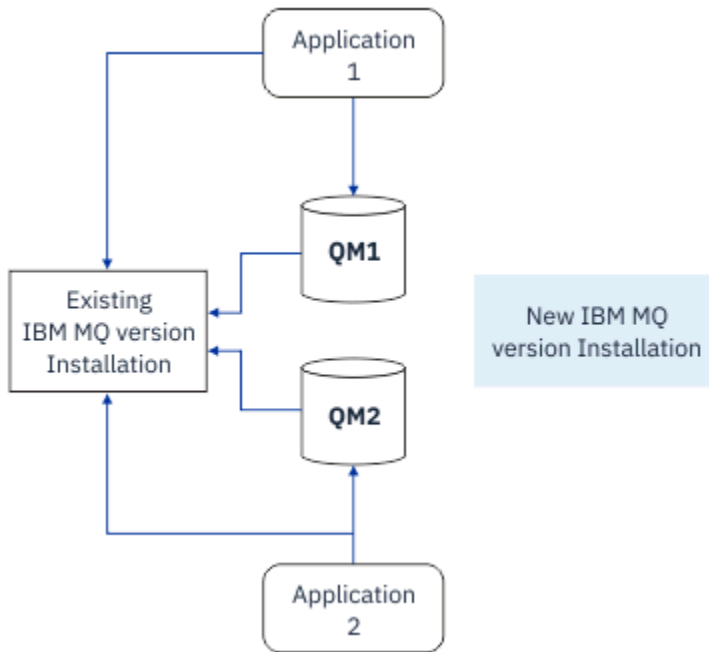 Application
1
QM1
Existing
IBM MQ version
Installation
New IBM MQ
version Installation
QM2
Application
2